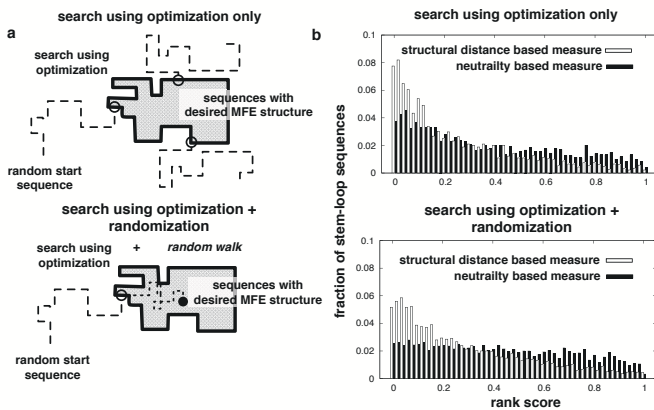 search using optimization only
a
search using
optimization
sequences with
desired MFE structure
random start
sequence
search using optimization +
randomization
search using
optimization
+
random walk
sequences with
desired MFE structure
random start
sequence
b
search using optimization only
structural distance based measure
neutrailty based measure
0.1
0.08
0.06
0.04
0.02
0
0 0.2 0.4 0.6 0.8 1
fraction of stem-loop sequences
search using optimization +
randomization
structural distance based measure
neutrailty based measure
0.1
0.08
0.06
0.04
0.02
0
0 0.2 0.4 0.6 0.8 1
rank score